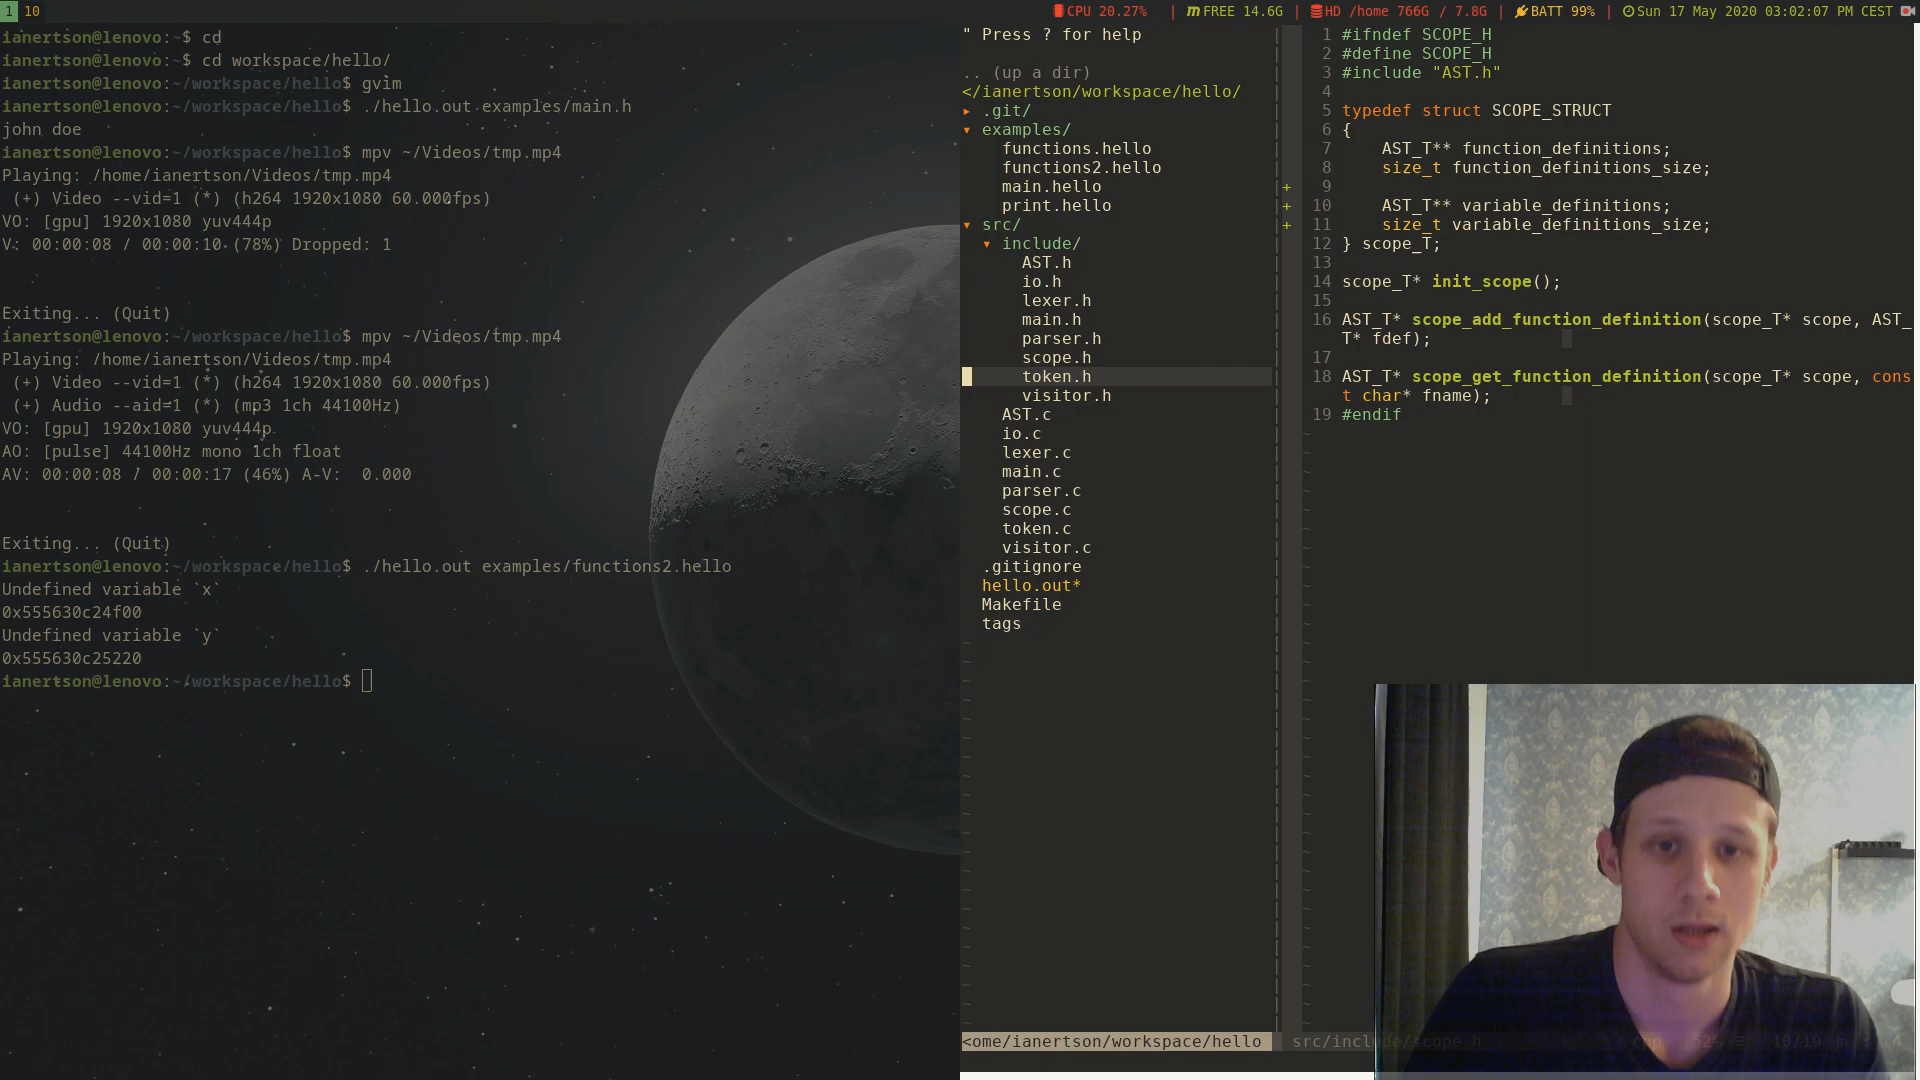 1 10 CPU 20.27% | FREE 14.6G | HD /home 766G / 7.8G | BATT 99% | Sun 17 May 2020 03:02:07 PM CEST
ianertson@lenovo:~$ cd
ianertson@lenovo:~$ cd workspace/hello/
ianertson@lenovo:~/workspace/hello$ gvim
ianertson@lenovo:~/workspace/hello$ ./hello.out examples/main.h
john doe
ianertson@lenovo:~/workspace/hello$ mpv ~/Videos/tmp.mp4
Playing: /home/ianertson/Videos/tmp.mp4
(+) Video --vid=1 (*) (h264 1920x1080 60.000fps)
VO: [gpu] 1920x1080 yuv444p
V: 00:00:08 / 00:00:10 (78%) Dropped: 1
Exiting... (Quit)
ianertson@lenovo:~/workspace/hello$ mpv ~/Videos/tmp.mp4
Playing: /home/ianertson/Videos/tmp.mp4
(+) Video --vid=1 (*) (h264 1920x1080 60.000fps)
(+) Audio --aid=1 (*) (mp3 1ch 44100Hz)
VO: [gpu] 1920x1080 yuv444p
AO: [pulse] 44100Hz mono 1ch float
AV: 00:00:08 / 00:00:17 (46%) A-V:  0.000
Exiting... (Quit)
ianertson@lenovo:~/workspace/hello$ ./hello.out examples/functions2.hello
Undefined variable `x`
0x555630c24f00
Undefined variable `y`
0x555630c25220
ianertson@lenovo:~/workspace/hello$
" Press ? for help
.. (up a dir)
</ianertson/workspace/hello/
▸ .git/
▾ examples/
functions.hello
functions2.hello
main.hello
print.hello
▾ src/
▾ include/
AST.h
io.h
lexer.h
main.h
parser.h
scope.h
token.h
visitor.h
AST.c
io.c
lexer.c
main.c
parser.c
scope.c
token.c
visitor.c
.gitignore
hello.out*
Makefile
tags
<ome/ianertson/workspace/hello
1 #ifndef SCOPE_H
2 #define SCOPE_H
3 #include "AST.h"
4
5 typedef struct SCOPE_STRUCT
6 {
7     AST_T** function_definitions;
8     size_t function_definitions_size;
+ 9
+ 10     AST_T** variable_definitions;
+ 11     size_t variable_definitions_size;
12 } scope_T;
13
14 scope_T* init_scope();
15
16 AST_T* scope_add_function_definition(scope_T* scope, AST_
T* fdef);
17
18 AST_T* scope_get_function_definition(scope_T* scope, cons
t char* fname);
19 #endif
src/include/scope.h cpp 52% 10/19 ln : 4